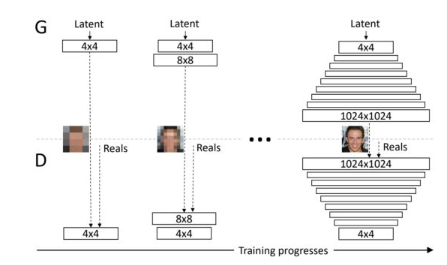 G
Latent
Latent
Latent
4x4
4x4
4x4
8x8
1024x1024
Reals
Reals
Reals
D
1024x1024
8x8
4x4
4x4
4x4
Training progresses